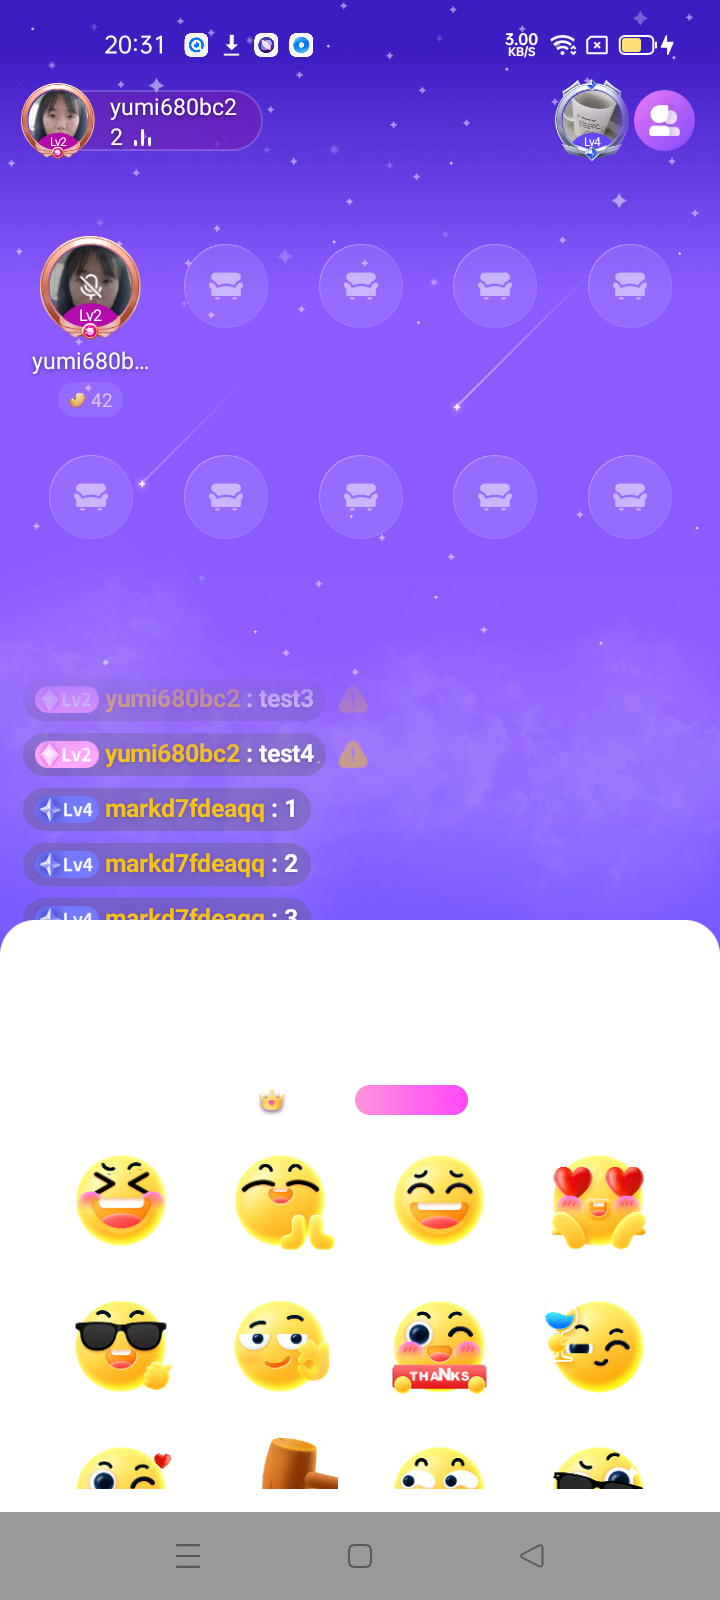 20:31
3.00
KB/S
yumi680bc2
2
Lv2
Lv4
Lv2
yumi680b...
42
Lv2 yumi680bc2 : test3
Lv2 yumi680bc2 : test4
Lv4 markd7fdeaqq : 1
Lv4 markd7fdeaqq : 2
Lv4 markd7fdeaqq : 3
THANKS